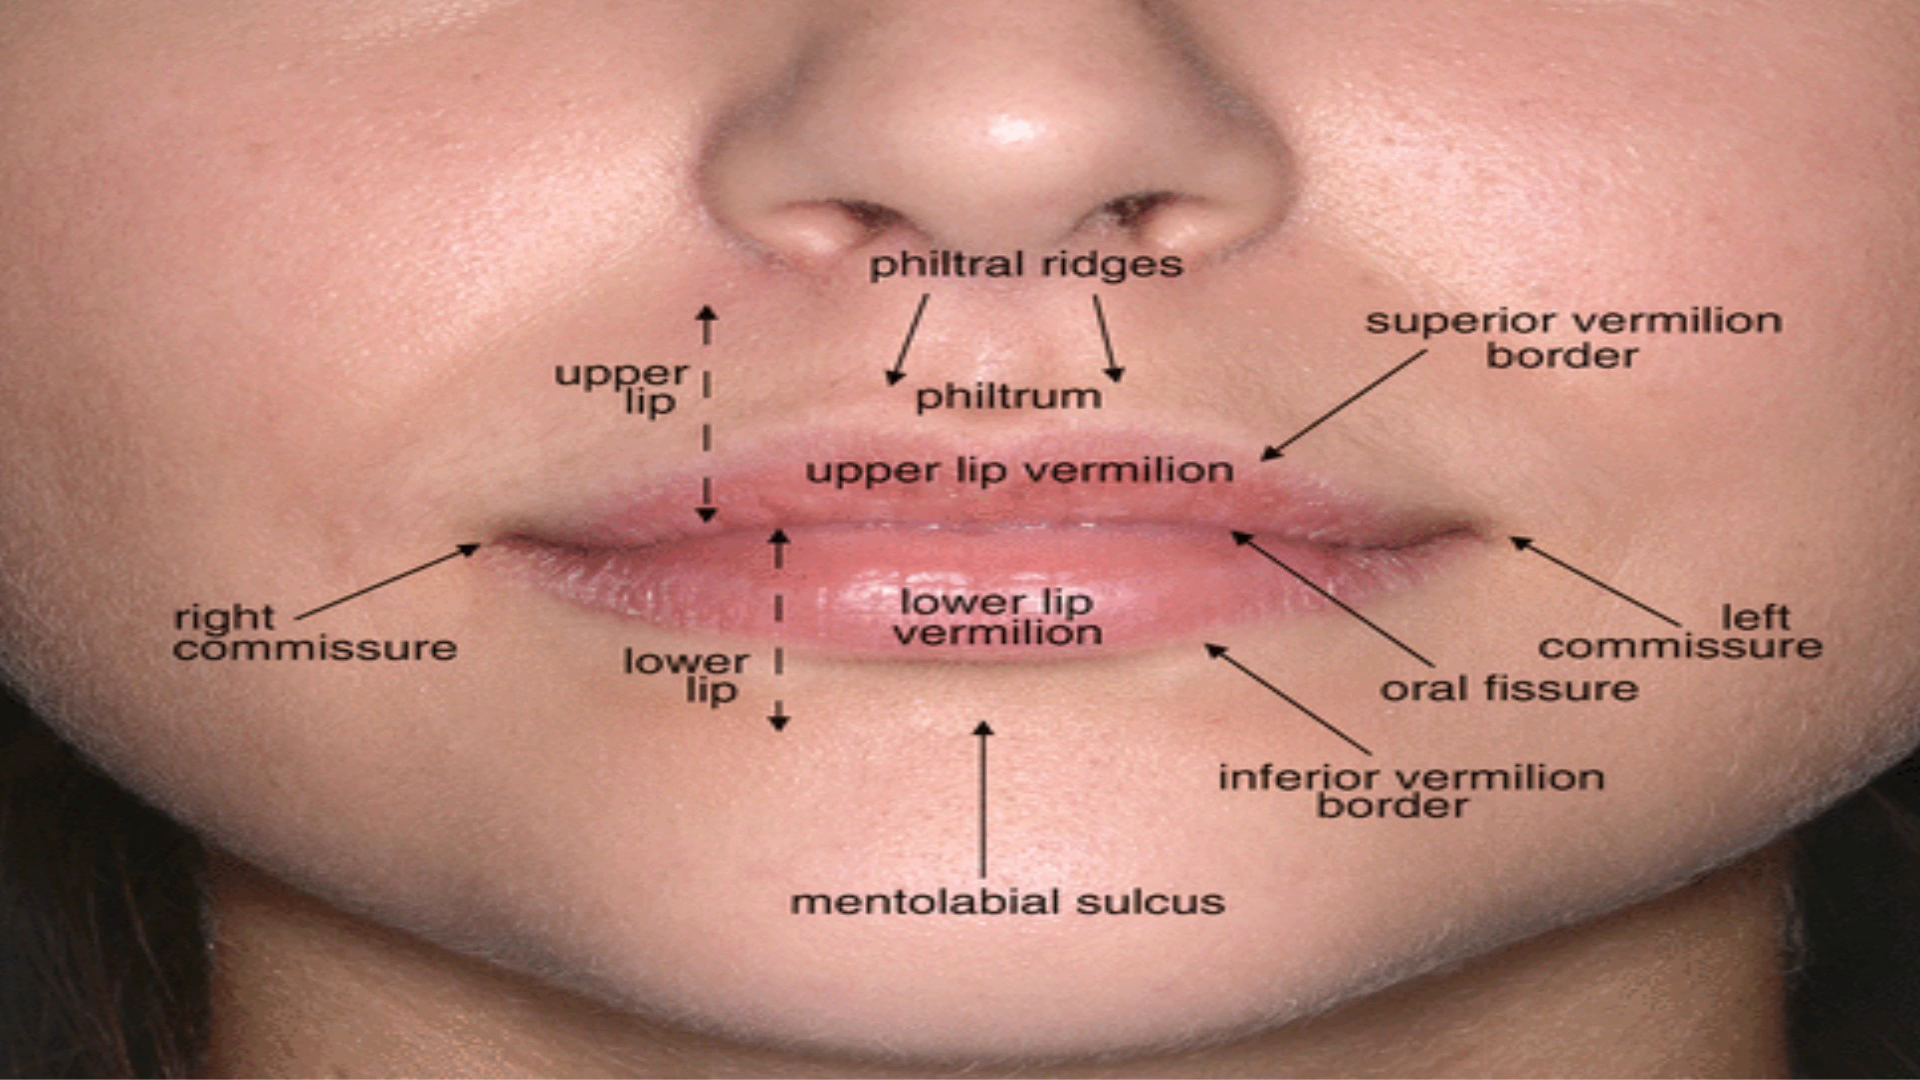 philtral ridges
superior vermilion
border
upper
lip
philtrum
upper lip vermilion
lower lip
vermilion
right
commissure
left
commissure
lower
lip
oral fissure
inferior vermilion
border
mentolabial sulcus